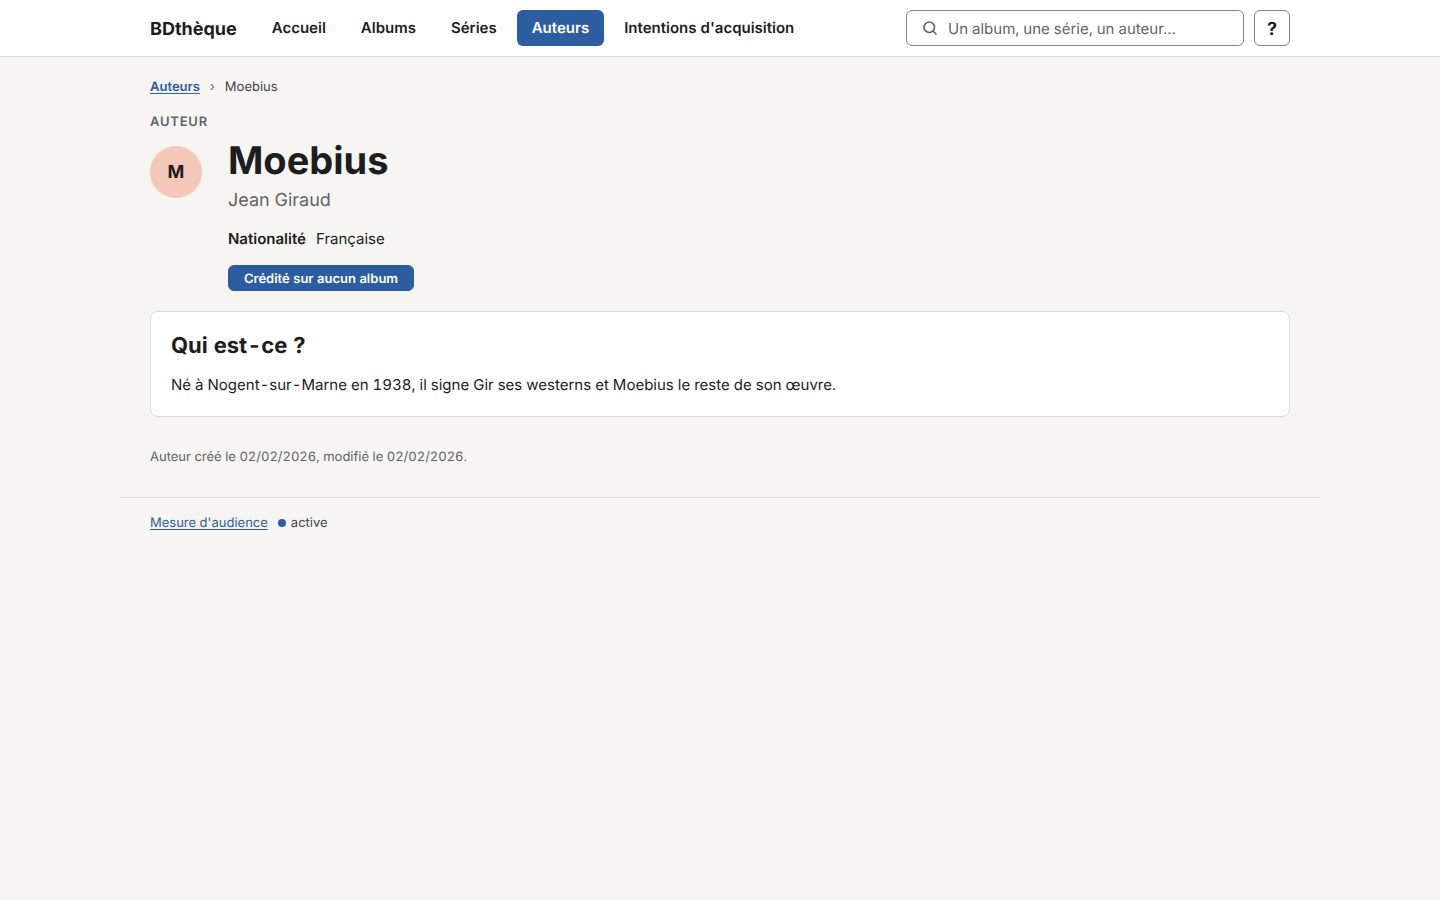 BDthèque Accueil Albums Séries Auteurs Intentions d'acquisition Un album, une série, un auteur... ?
Auteurs › Moebius
AUTEUR
M
Moebius
Jean Giraud
Nationalité Française
Crédité sur aucun album
Qui est-ce ?
Né à Nogent-sur-Marne en 1938, il signe Gir ses westerns et Moebius le reste de son œuvre.
Auteur créé le 02/02/2026, modifié le 02/02/2026.
Mesure d'audience active